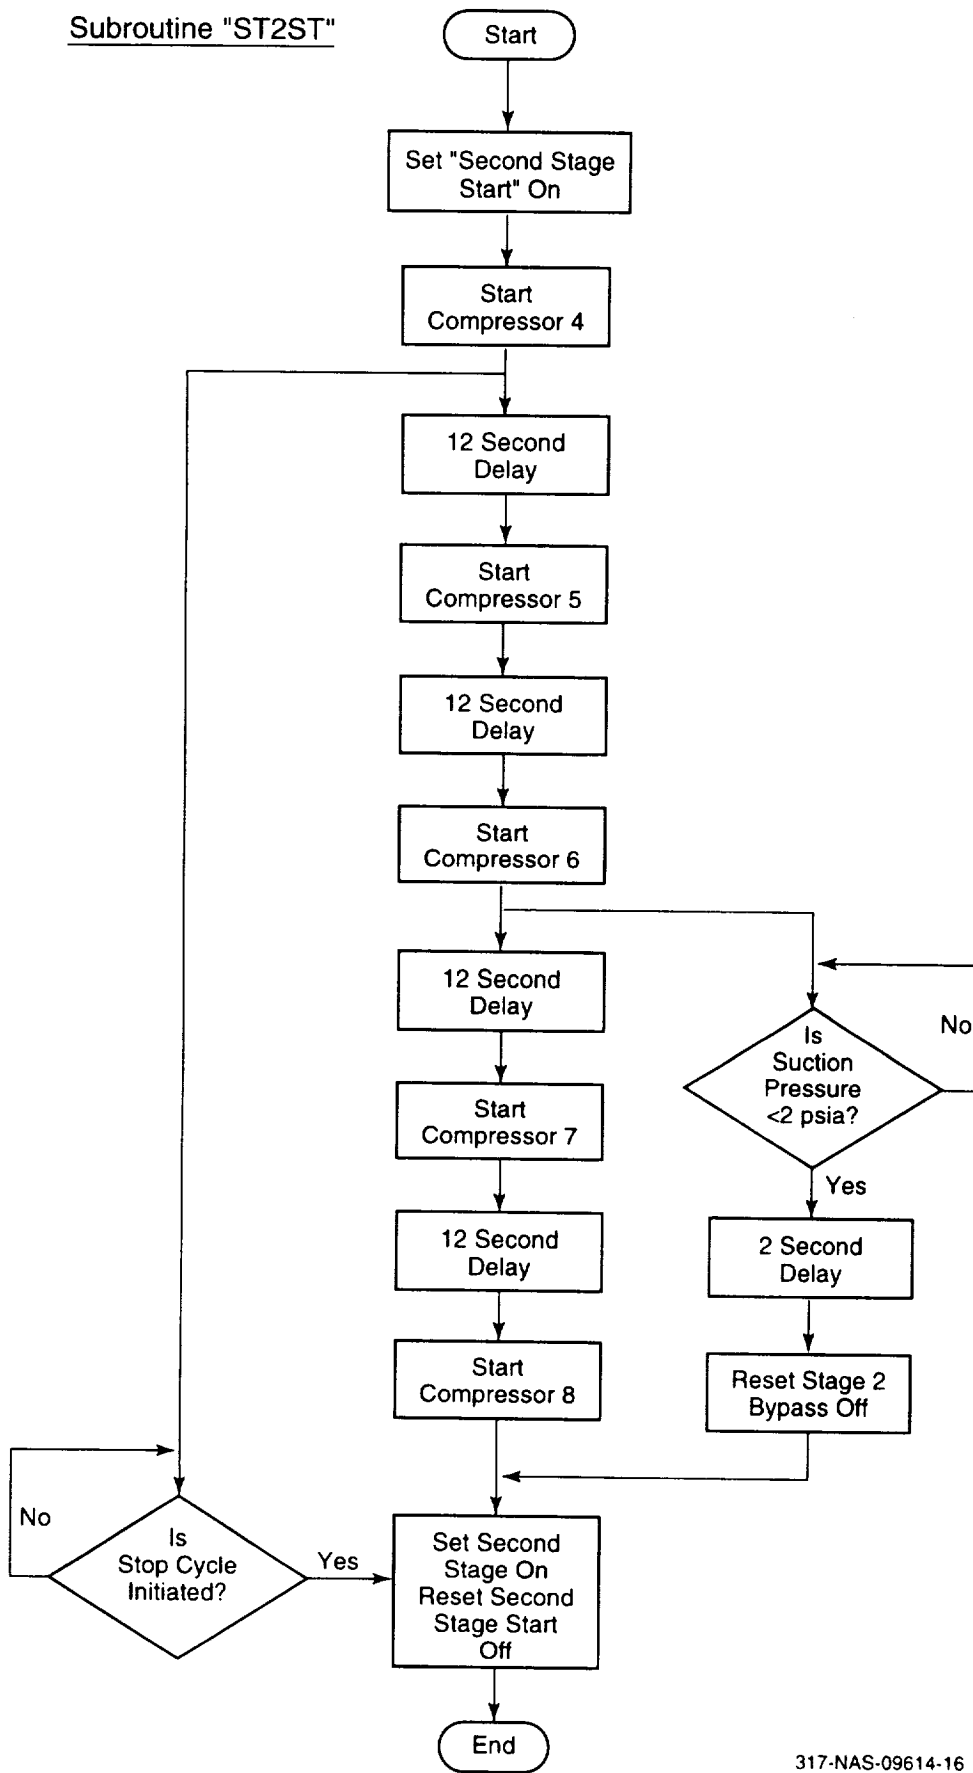 Subroutine "ST2ST"
Start
Set "Second Stage
Start" On
Start
Compressor 4
12 Second
Delay
Start
Compressor 5
12 Second
Delay
Start
Compressor 6
12 Second
Delay
Start
Compressor 7
12 Second
Delay
Start
Compressor 8
Is
Suction
Pressure
<2 psia?
No
Yes
2 Second
Delay
Reset Stage 2
Bypass Off
No
Is
Stop Cycle
Initiated?
Yes
Set Second
Stage On
Reset Second
Stage Start
Off
End
317-NAS-09614-16